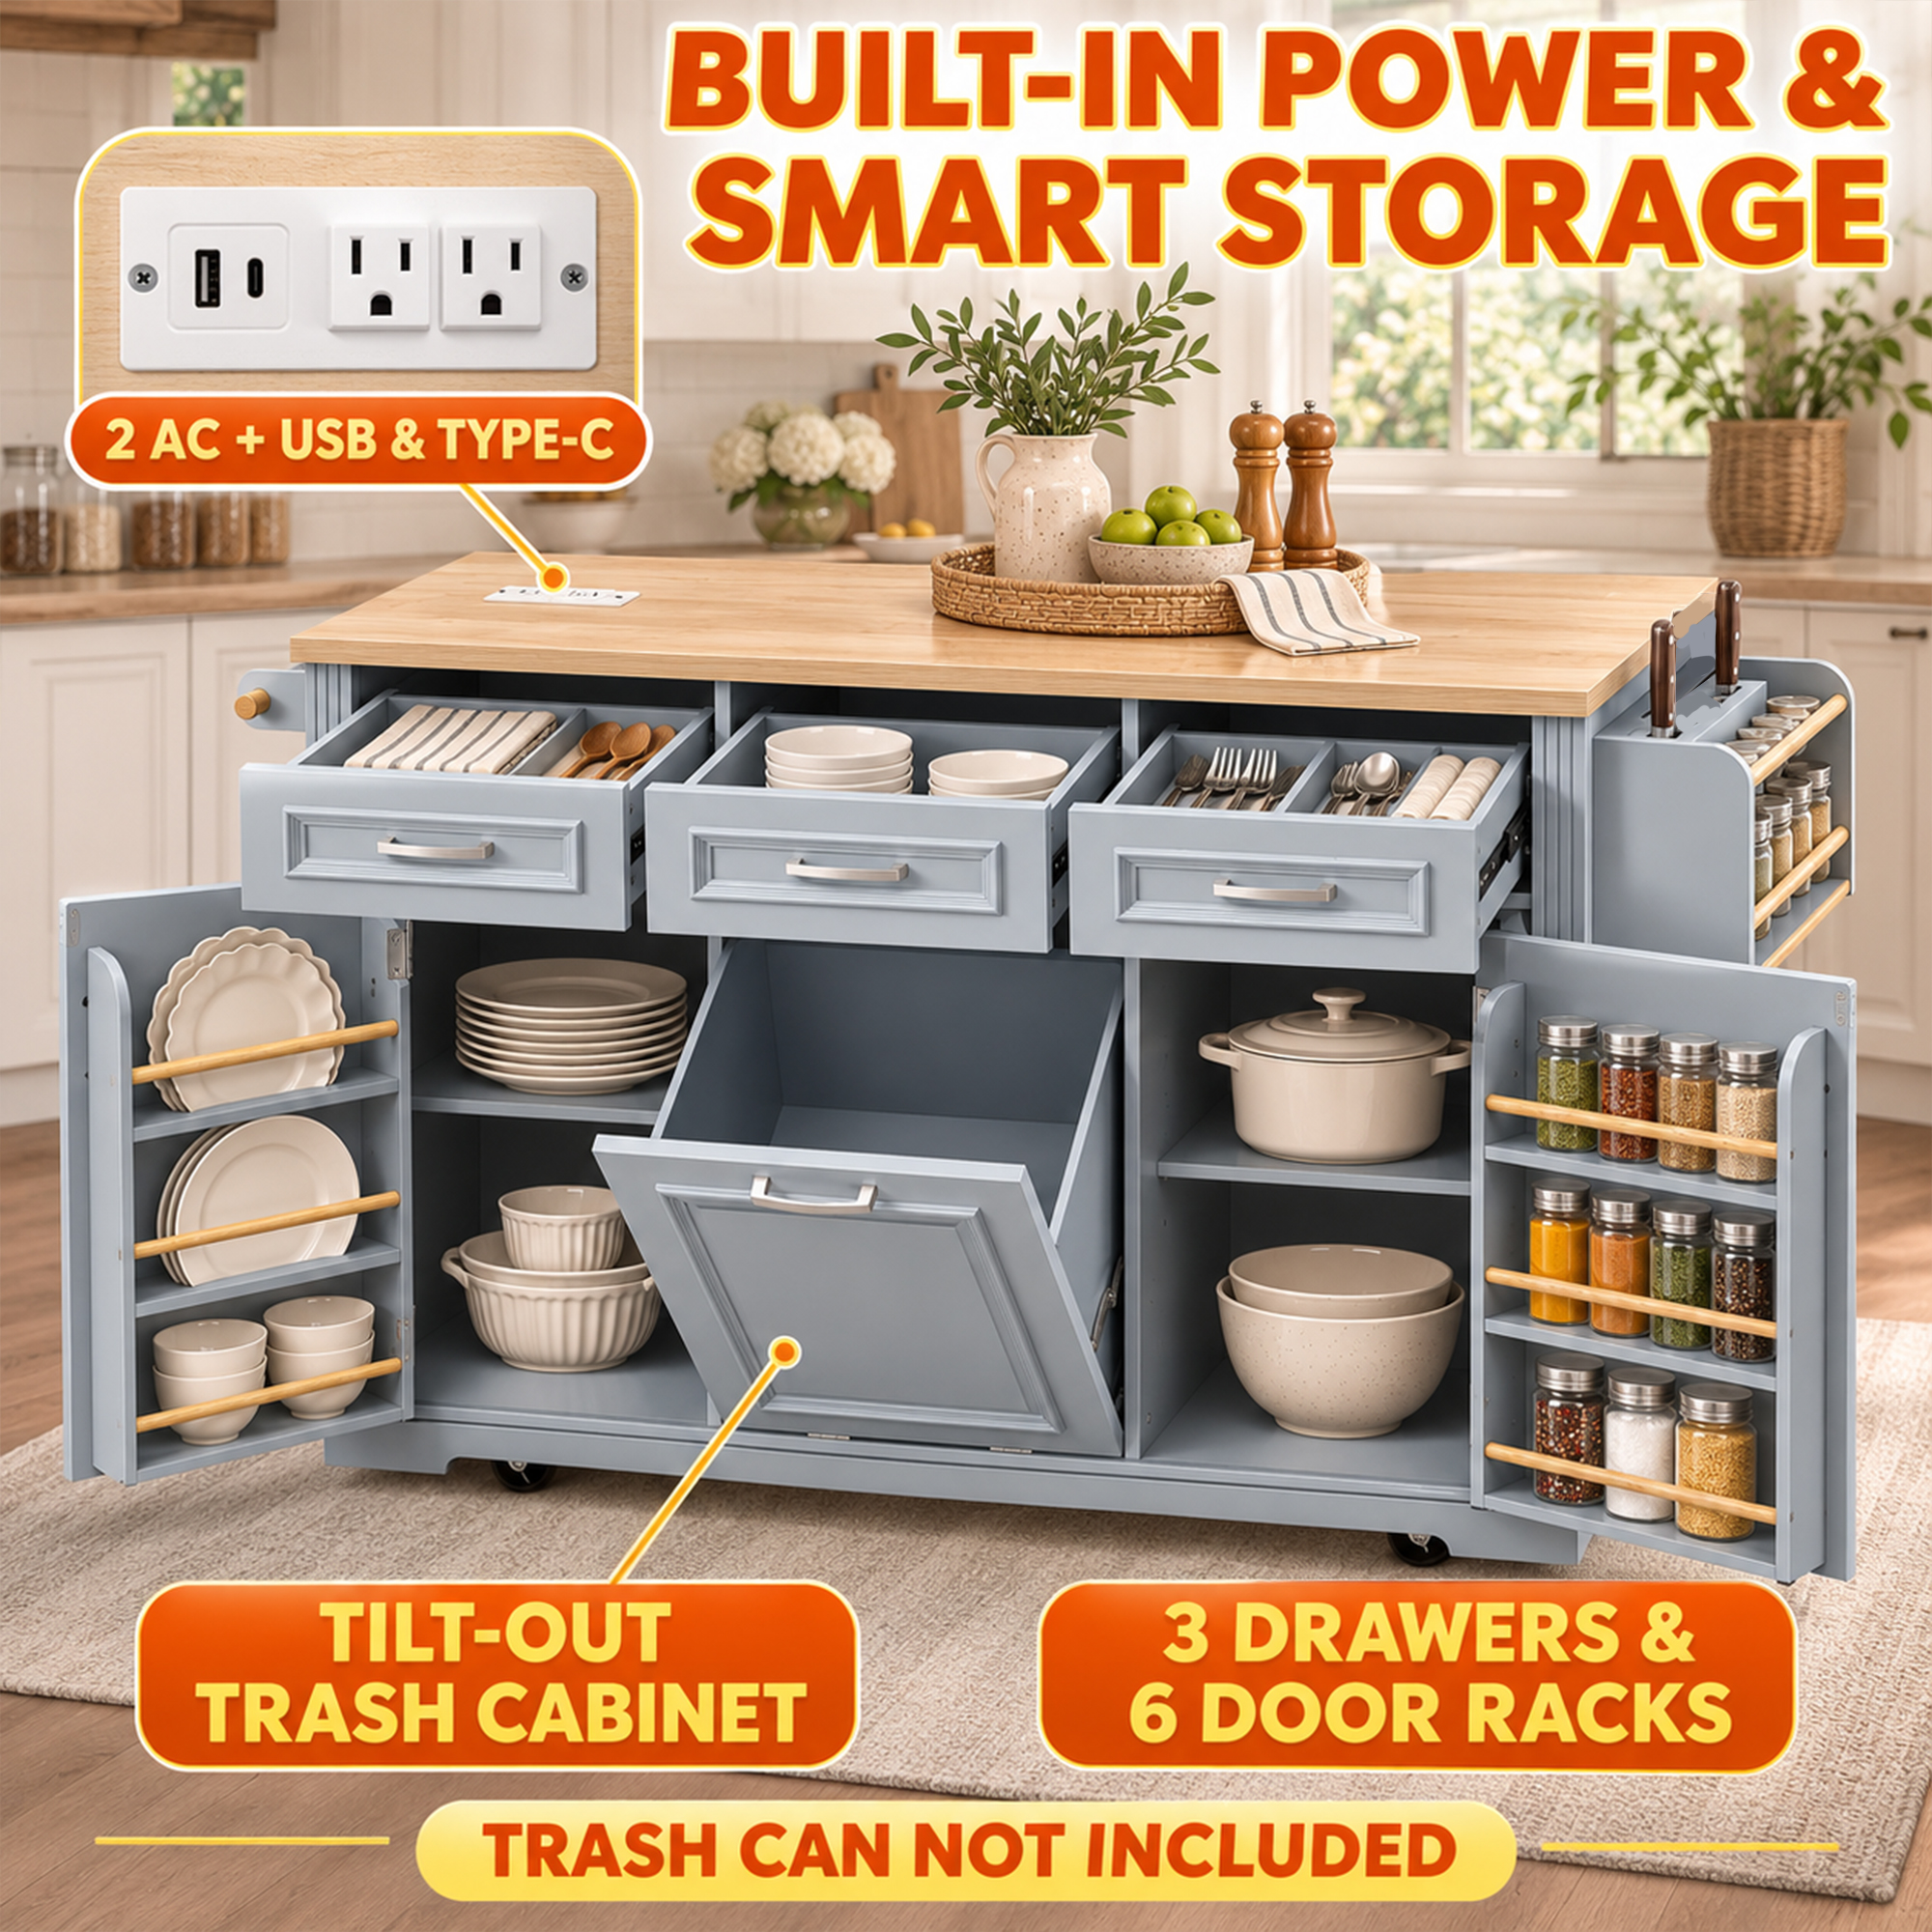 BUILT-IN POWER &
SMART STORAGE
2 AC + USB & TYPE-C
TILT-OUT
TRASH CABINET
3 DRAWERS &
6 DOOR RACKS
TRASH CAN NOT INCLUDED